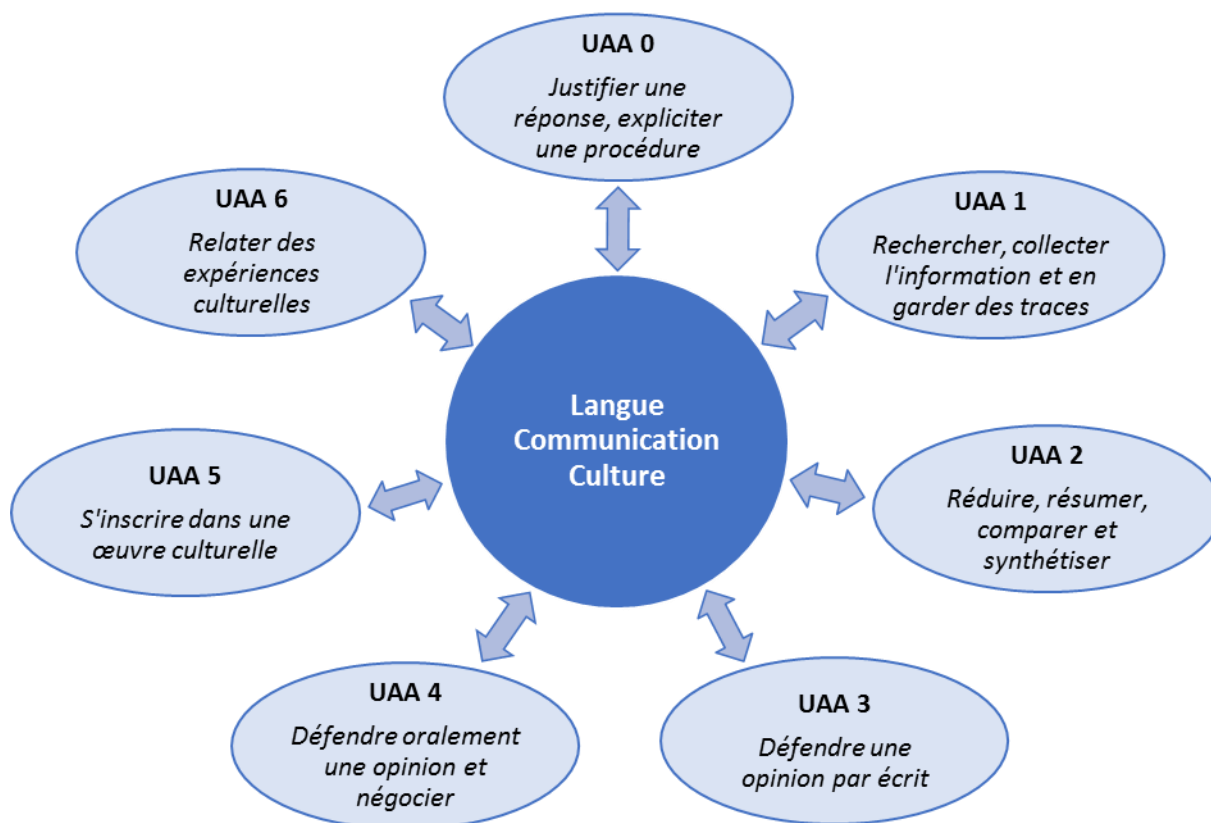 UAA 0
Justifier une
réponse, expliciter
une procédure
UAA 1
Rechercher, collecter
l'information et en
garder des traces
UAA 2
Réduire, résumer,
comparer et
synthétiser
UAA 3
Défendre une
opinion par écrit
UAA 4
Défendre oralement
une opinion et
négocier
UAA 5
S'inscrire dans une
œuvre culturelle
UAA 6
Relater des
expériences
culturelles
Langue
Communication
Culture